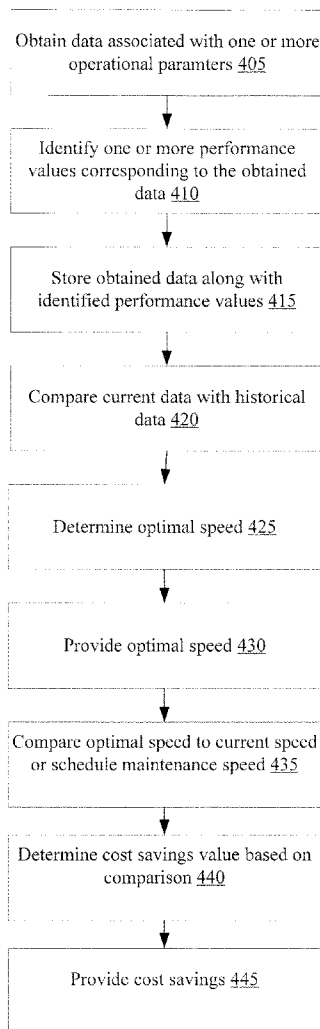 Obtain data associated with one or more
operational paramters 405
Identify one or more performance
values corresponding to the obtained
data 410
Store obtained data along with
identified performance values 415
Compare current data with historical
data 420
Determine optimal speed 425
Provide optimal speed 430
Compare optimal speed to current speed
or schedule maintenance speed 435
Determine cost savings value based on
comparison 440
Provide cost savings 445